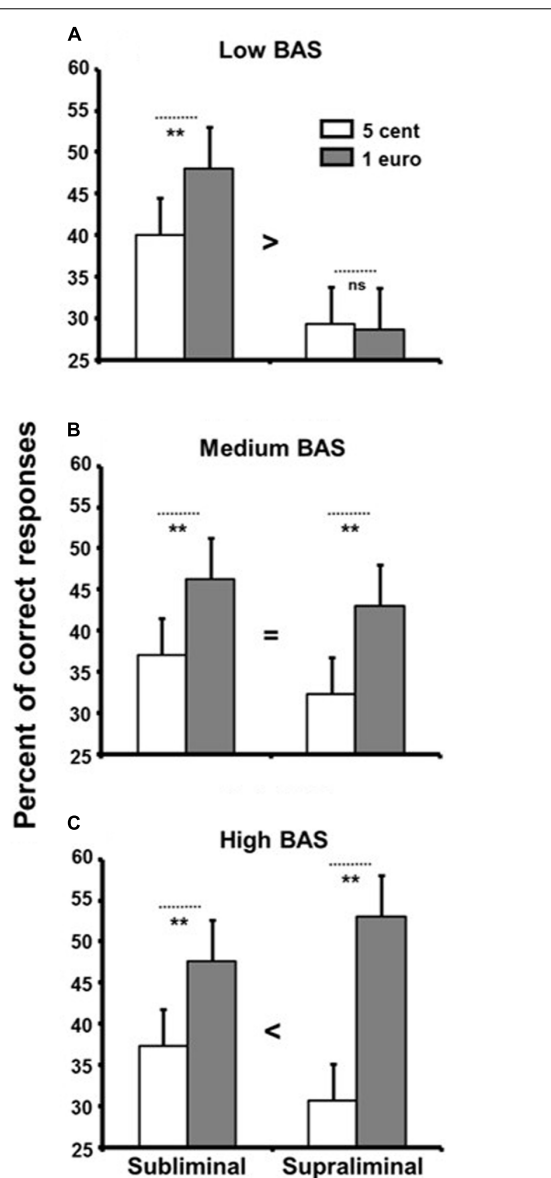 A
Low BAS
60
55
50
45
40
35
30
25
**
>
ns
5 cent
1 euro
Percent of correct responses
B
Medium BAS
60
55
50
45
40
35
30
25
**
=
**
C
High BAS
60
55
50
45
40
35
30
25
**
<
**
Subliminal Supraliminal